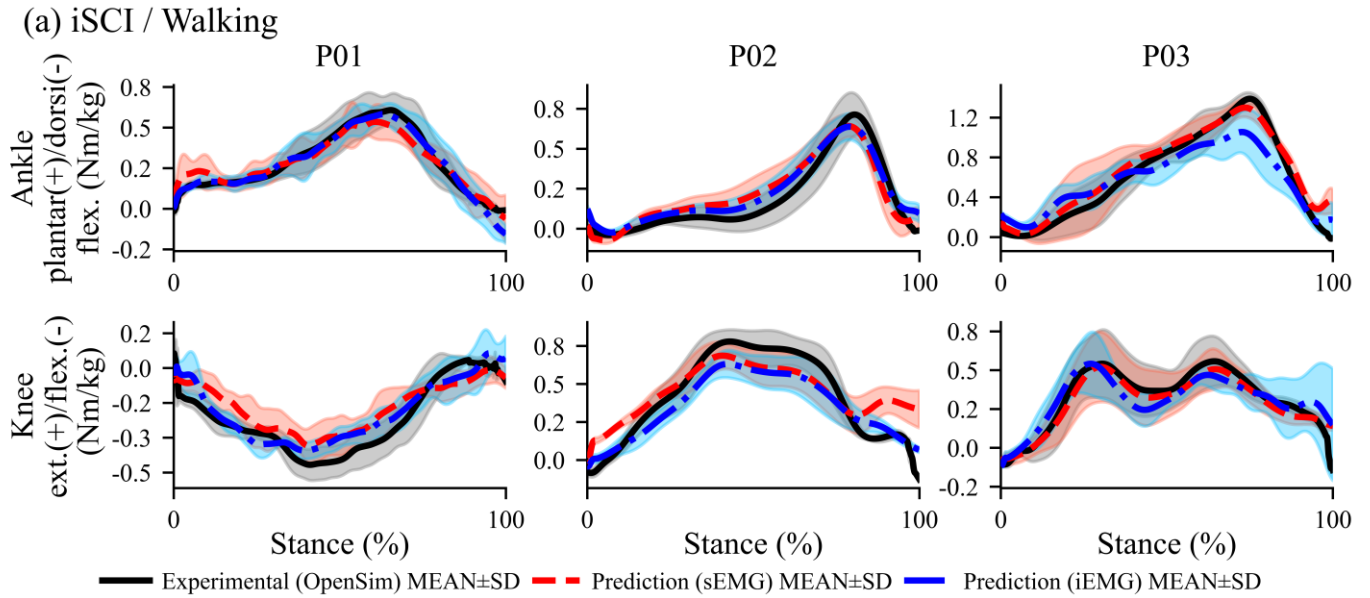 (a) iSCI / Walking
P01
P02
P03
Ankle
plantar(+)/dorsi(-)
flex. (Nm/kg)
0.8
0.5
0.2
0.0
-0.2
0
100
0.8
0.5
0.2
0.0
0
100
1.2
0.8
0.4
0.0
0
100
Knee
ext.(+)/flex.(-)
(Nm/kg)
0.2
0.0
-0.2
-0.3
-0.5
0
100
Stance (%)
0.8
0.5
0.2
0.0
0
100
Stance (%)
0.8
0.5
0.2
0.0
-0.2
0
100
Stance (%)
Experimental (OpenSim) MEAN±SD
Prediction (sEMG) MEAN±SD
Prediction (iEMG) MEAN±SD